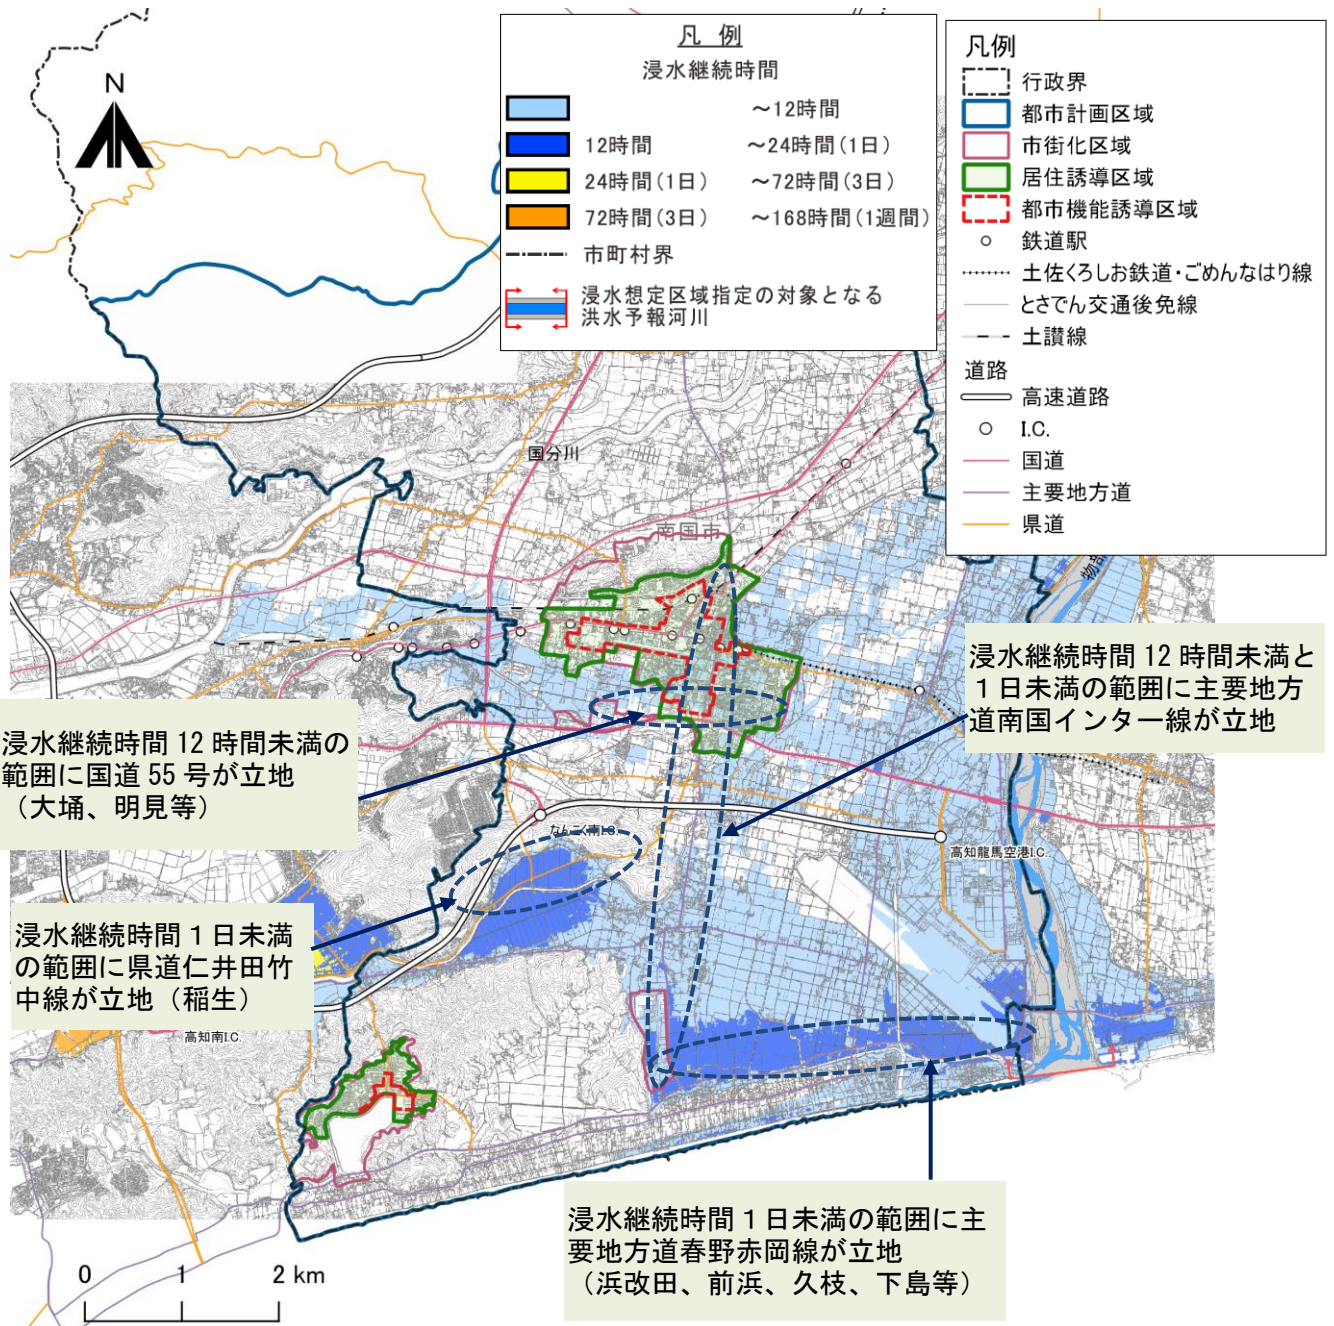 凡 例
浸水継続時間
～12時間
12時間 ～24時間(1日)
24時間(1日) ～72時間(3日)
72時間(3日) ～168時間(1週間)
市町村界
浸水想定区域指定の対象となる
洪水予報河川
凡例
行政界
都市計画区域
市街化区域
居住誘導区域
都市機能誘導区域
鉄道駅
土佐くろしお鉄道・ごめんなはり線
とさでん交通後免線
土讃線
道路
高速道路
I.C.
国道
主要地方道
県道
N
国分川
南国市
物部
浸水継続時間 12 時間未満と
１日未満の範囲に主要地方
道南国インター線が立地
浸水継続時間 12 時間未満の
範囲に国道 55 号が立地
（大埇、明見等）
なんこく南I.C.
高知龍馬空港I.C.
浸水継続時間１日未満
の範囲に県道仁井田竹
中線が立地（稲生）
高知南I.C.
浸水継続時間１日未満の範囲に主
要地方道春野赤岡線が立地
（浜改田、前浜、久枝、下島等）
0 1 2 km